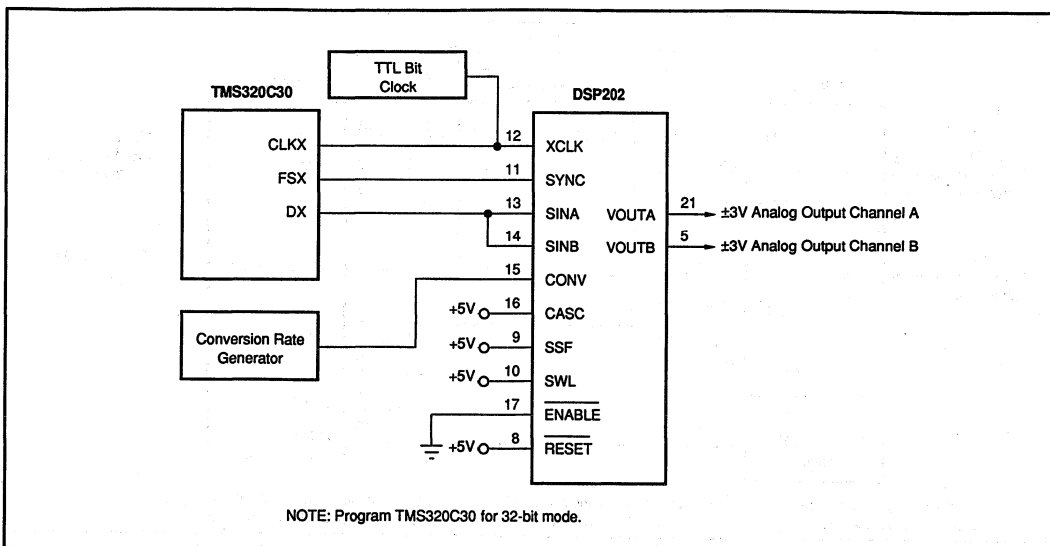 TTL Bit
Clock
TMS320C30
DSP202
CLKX
12
XCLK
FSX
11
SYNC
DX
13
SINA
VOUTA
21
±3V Analog Output Channel A
14
SINB
VOUTB
5
±3V Analog Output Channel B
15
CONV
+5V
16
CASC
Conversion Rate
Generator
+5V
9
SSF
+5V
10
SWL
17
ENABLE
+5V
8
RESET
NOTE: Program TMS320C30 for 32-bit mode.